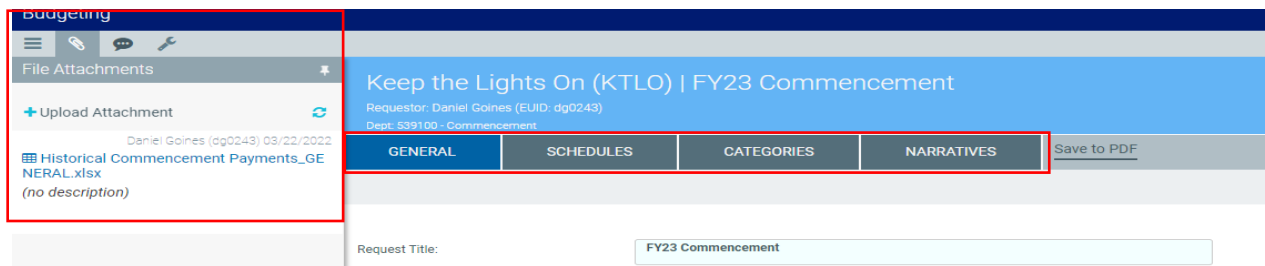 Budgeting
File Attachments
+Upload Attachment
Daniel Goines (dg0243) 03/22/2022
Historical Commencement Payments_GE
NERAL.xlsx
(no description)
Keep the Lights On (KTLO) | FY23 Commencement
Requestor: Daniel Goines (EUID: dg0243)
Dept: 539100 - Commencement
GENERAL SCHEDULES CATEGORIES NARRATIVES Save to PDF
Request Title: FY23 Commencement